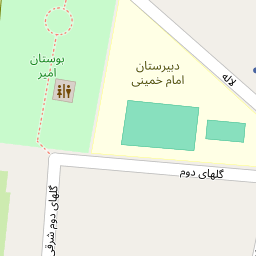 بوستان
امیر
دبیرستان
امام خمینی
لاله
گلهای دوم
گلهای دوم شرقی